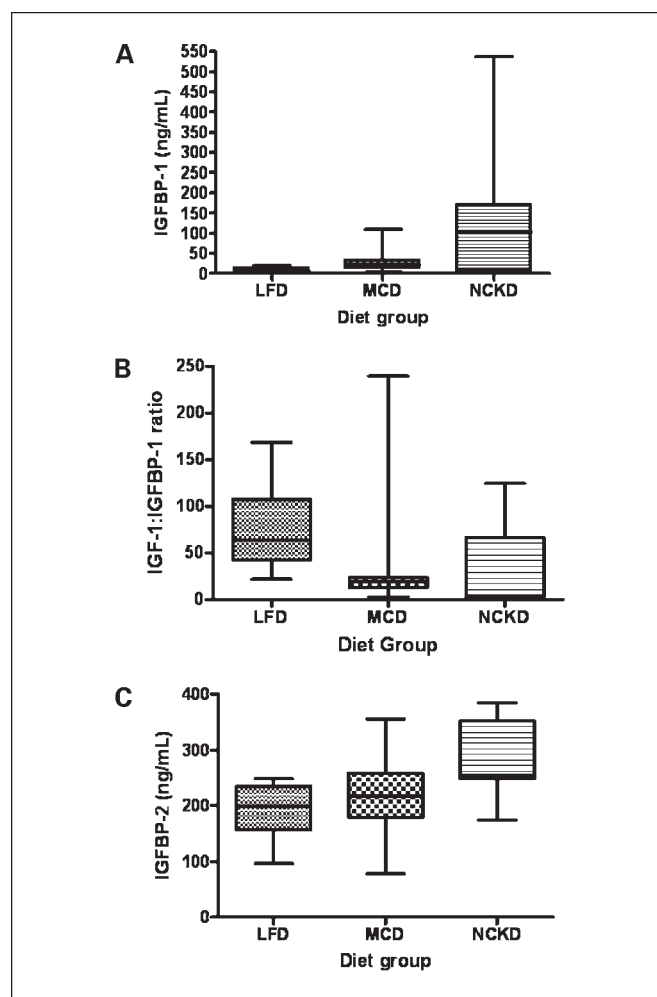 A
IGFBP-1 (ng/mL)
550
500
450
400
350
300
250
200
150
100
50
0
LFD MCD NCKD
Diet group
B
IGF-1:IGFBP-1 ratio
250
200
150
100
50
0
LFD MCD NCKD
Diet Group
C
IGFBP-2 (ng/mL)
400
300
200
100
0
LFD MCD NCKD
Diet group